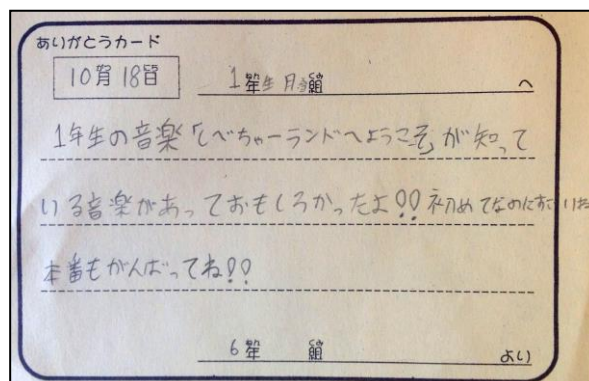 ありがとうカード
10月18日
1年生月組
へ
1年生の音楽「しべちゃーランドへようこそ」が知って
いる音楽があっておもしろかったよ!!初めてなのにすごいね
本番もがんばってね!!
6年 組
より